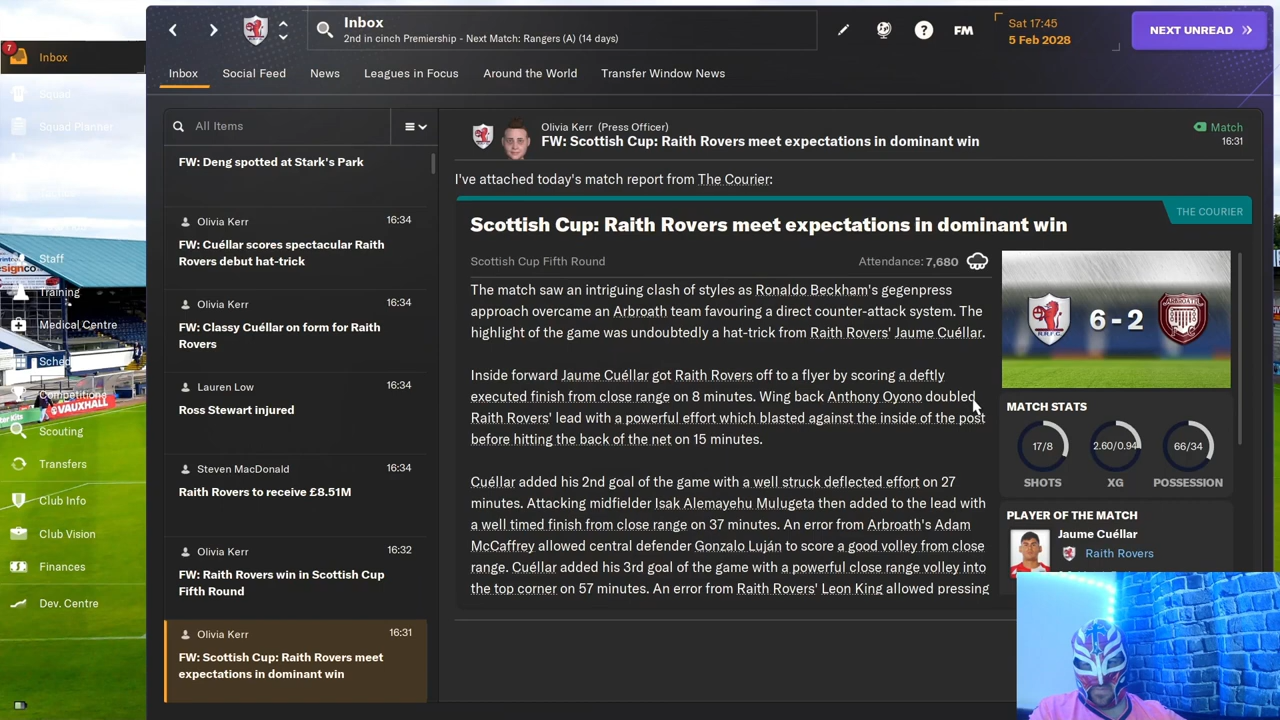 7
Inbox
Squad
Squad Planner
Staff
Training
Medical Centre
Sched
Competitions
Scouting
Transfers
Club Info
Club Vision
Finances
Dev. Centre
Inbox
2nd in cinch Premiership - Next Match: Rangers (A) (14 days)
FM
Sat 17:45
5 Feb 2028
NEXT UNREAD
Inbox
Social Feed
News
Leagues in Focus
Around the World
Transfer Window News
All Items
FW: Deng spotted at Stark's Park
Olivia Kerr
16:34
FW: Cuéllar scores spectacular Raith
Rovers debut hat-trick
Olivia Kerr
16:34
FW: Classy Cuéllar on form for Raith
Rovers
Lauren Low
16:34
Ross Stewart injured
Steven MacDonald
16:34
Raith Rovers to receive £8.51M
Olivia Kerr
16:32
FW: Raith Rovers win in Scottish Cup
Fifth Round
Olivia Kerr
16:31
FW: Scottish Cup: Raith Rovers meet
expectations in dominant win
Olivia Kerr (Press Officer)
FW: Scottish Cup: Raith Rovers meet expectations in dominant win
Match
16:31
I've attached today's match report from The Courier:
THE COURIER
Scottish Cup: Raith Rovers meet expectations in dominant win
Scottish Cup Fifth Round
Attendance: 7,680
The match saw an intriguing clash of styles as Ronaldo Beckham's gegenpress
approach overcame an Arbroath team favouring a direct counter-attack system. The
highlight of the game was undoubtedly a hat-trick from Raith Rovers' Jaume Cuéllar.
Inside forward Jaume Cuéllar got Raith Rovers off to a flyer by scoring a deftly
executed finish from close range on 8 minutes. Wing back Anthony Oyono doubled
Raith Rovers' lead with a powerful effort which blasted against the inside of the post
before hitting the back of the net on 15 minutes.
Cuéllar added his 2nd goal of the game with a well struck deflected effort on 27
minutes. Attacking midfielder Isak Alemayehu Mulugeta then added to the lead with
a well timed finish from close range on 37 minutes. An error from Arbroath's Adam
McCaffrey allowed central defender Gonzalo Luján to score a good volley from close
range. Cuéllar added his 3rd goal of the game with a powerful close range volley into
the top corner on 57 minutes. An error from Raith Rovers' Leon King allowed pressing
6 - 2
MATCH STATS
17/8
2.60/0.94
66/34
SHOTS
XG
POSSESSION
PLAYER OF THE MATCH
Jaume Cuéllar
Raith Rovers
VAUXHALL